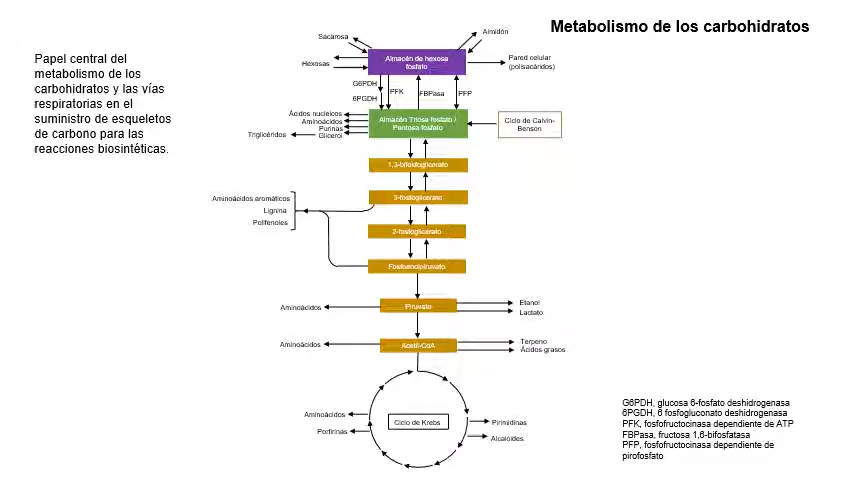 Metabolismo de los carbohidratos
Papel central del
metabolismo de los
carbohidratos y las vías
respiratorias en el
suministro de esqueletos
de carbono para las
reacciones biosintéticas.
Sacarosa
Almidón
Hexosas
Almacén de hexosa
fosfato
Pared celular
(polisacáridos)
G6PDH
6PGDH
PFK
FBPasa
PFP
Ácidos nucleicos
Aminoácidos
Purinas
Glicerol
Triglicéridos
Almacén Triosa fosfato /
Pentosa fosfato
Ciclo de Calvin-
Benson
1,3-bifosfoglicerato
3-fosfoglicerato
Aminoácidos aromáticos
Lignina
Polifenoles
2-fosfoglicerato
Fosfoenolpiruvato
Aminoácidos
Piruvato
Etanol
Lactato
Aminoácidos
Acetil-CoA
Terpeno
Ácidos grasos
Aminoácidos
Porfirinas
Ciclo de Krebs
Pirimidinas
Alcaloides
G6PDH, glucosa 6-fosfato deshidrogenasa
6PGDH, 6 fosfogluconato deshidrogenasa
PFK, fosfofructocinasa dependiente de ATP
FBPasa, fructosa 1,6-bifosfatasa
PFP, fosfofructocinasa dependiente de
pirofosfato